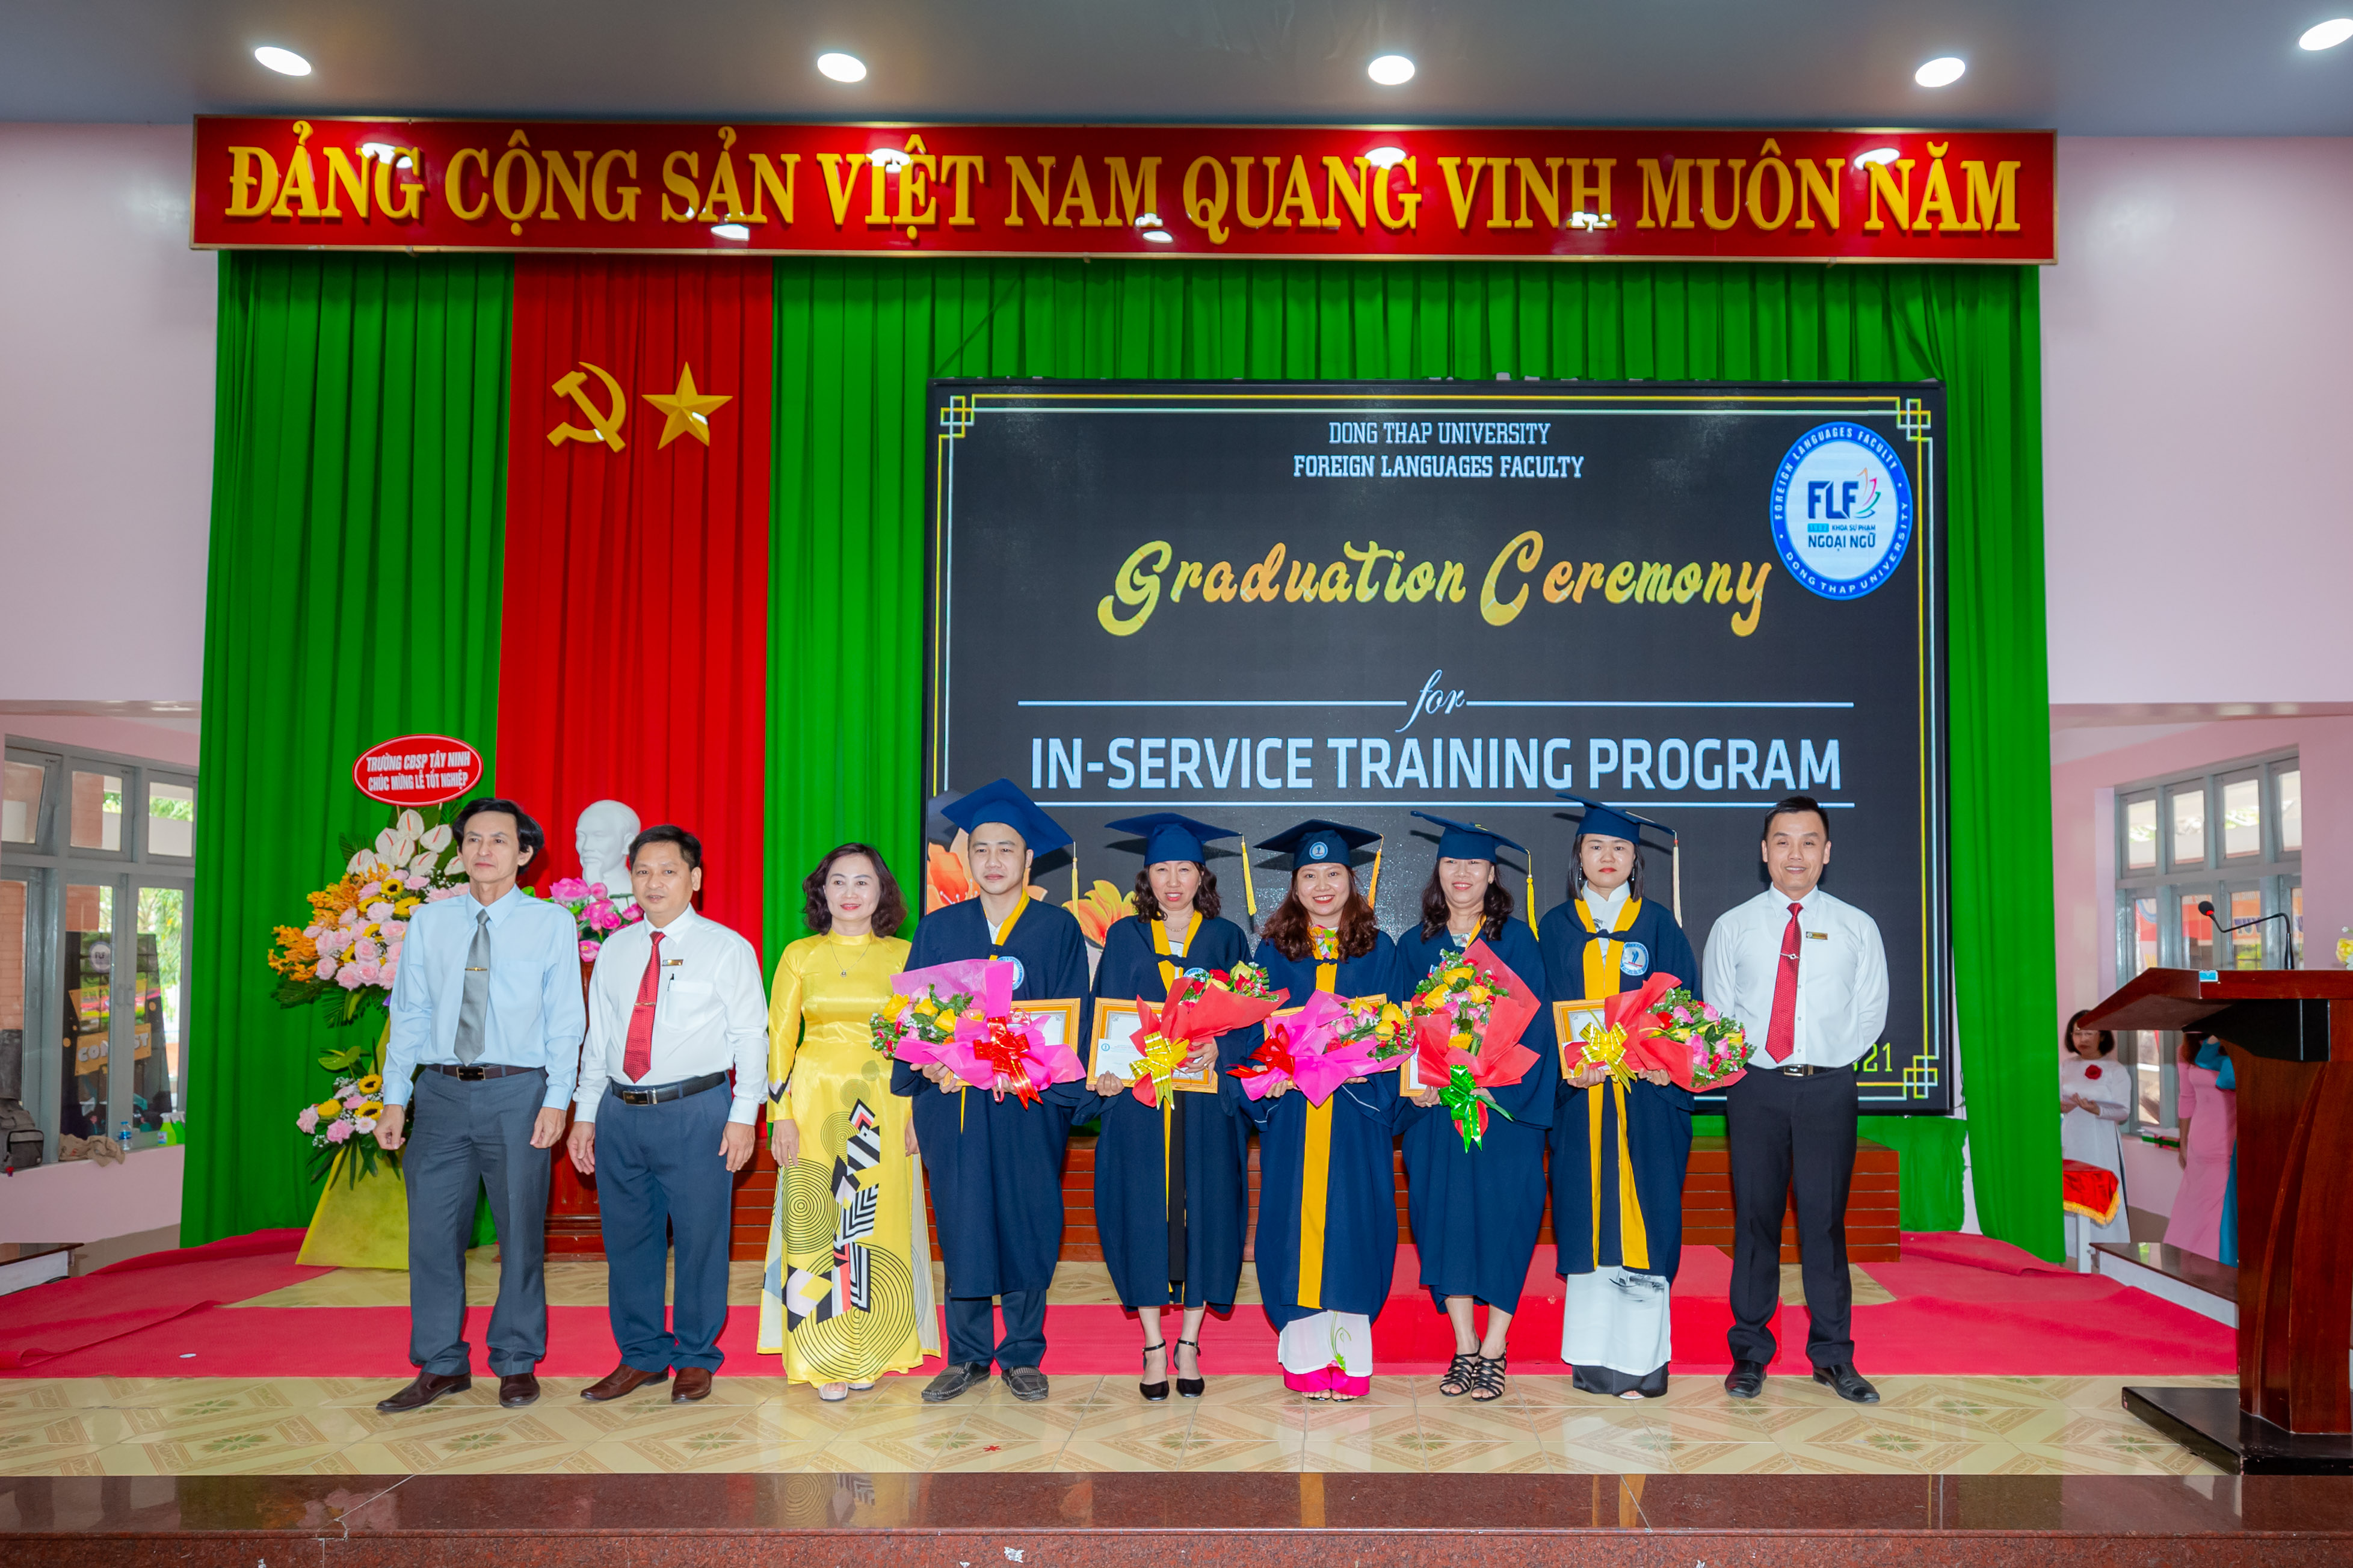 ĐẢNG CỘNG SẢN VIỆT NAM QUANG VINH MUÔN NĂM
DONG THAP UNIVERSITY
FOREIGN LANGUAGES FACULTY
FOREIGN LANGUAGES FACULTY
FLF
KHOA SƯ PHẠM
NGOẠI NGỮ
DONG THAP UNIVERSITY
Graduation Ceremony
for
IN-SERVICE TRAINING PROGRAM
TRƯỜNG CĐSP TÂY NINH
CHÚC MỪNG LỄ TỐT NGHIỆP
21